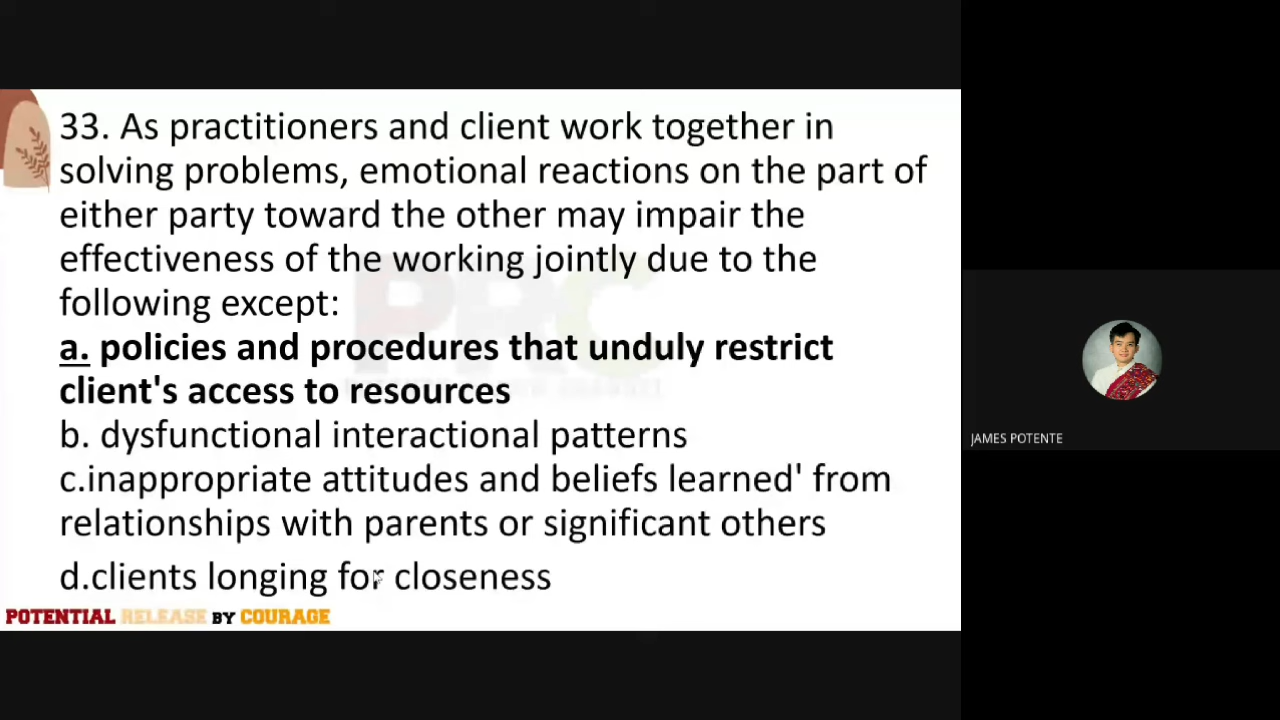 33. As practitioners and client work together in
solving problems, emotional reactions on the part of
either party toward the other may impair the
effectiveness of the working jointly due to the
following except:
a. policies and procedures that unduly restrict
client's access to resources
b. dysfunctional interactional patterns
c.inappropriate attitudes and beliefs learned' from
relationships with parents or significant others
d.clients longing for closeness
POTENTIAL RELEASE BY COURAGE
JAMES POTENTE
PRC